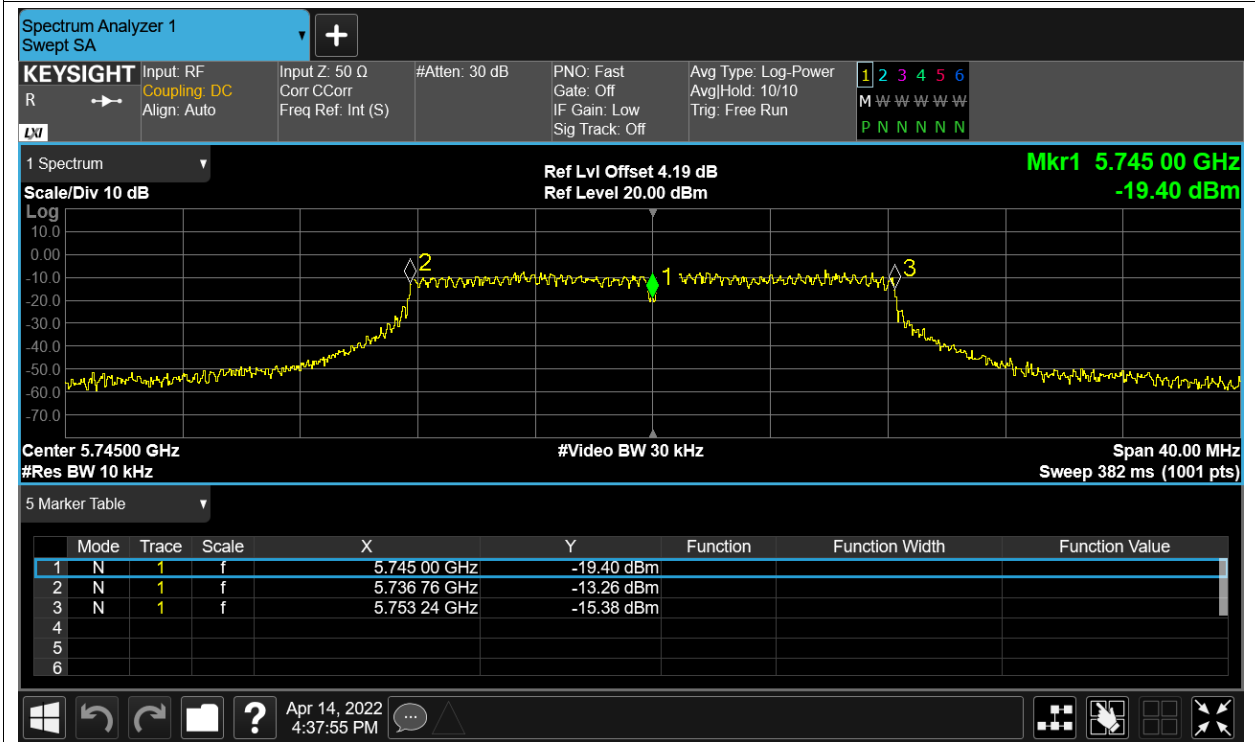 Spectrum Analyzer 1
Swept SA
KEYSIGHT Input: RF Input Z: 50 Ω #Atten: 30 dB PNO: Fast Avg Type: Log-Power 1 2 3 4 5 6
R Coupling: DC Corr CCorr Gate: Off Avg|Hold: 10/10 M W W W W W
Align: Auto Freq Ref: Int (S) IF Gain: Low Trig: Free Run
LXI Sig Track: Off P N N N N N
1 Spectrum Ref Lvl Offset 4.19 dB Mkr1 5.745 00 GHz
Scale/Div 10 dB Ref Level 20.00 dBm -19.40 dBm
Log
10.0
0.00
2 3
-10.0 1
-20.0
-30.0
-40.0
-50.0
-60.0
-70.0
Center 5.74500 GHz #Video BW 30 kHz Span 40.00 MHz
#Res BW 10 kHz Sweep 382 ms (1001 pts)
5 Marker Table
Mode Trace Scale X Y Function Function Width Function Value
1 N 1 f 5.745 00 GHz -19.40 dBm
2 N 1 f 5.736 76 GHz -13.26 dBm
3 N 1 f 5.753 24 GHz -15.38 dBm
4
5
6
? Apr 14, 2022
4:37:55 PM